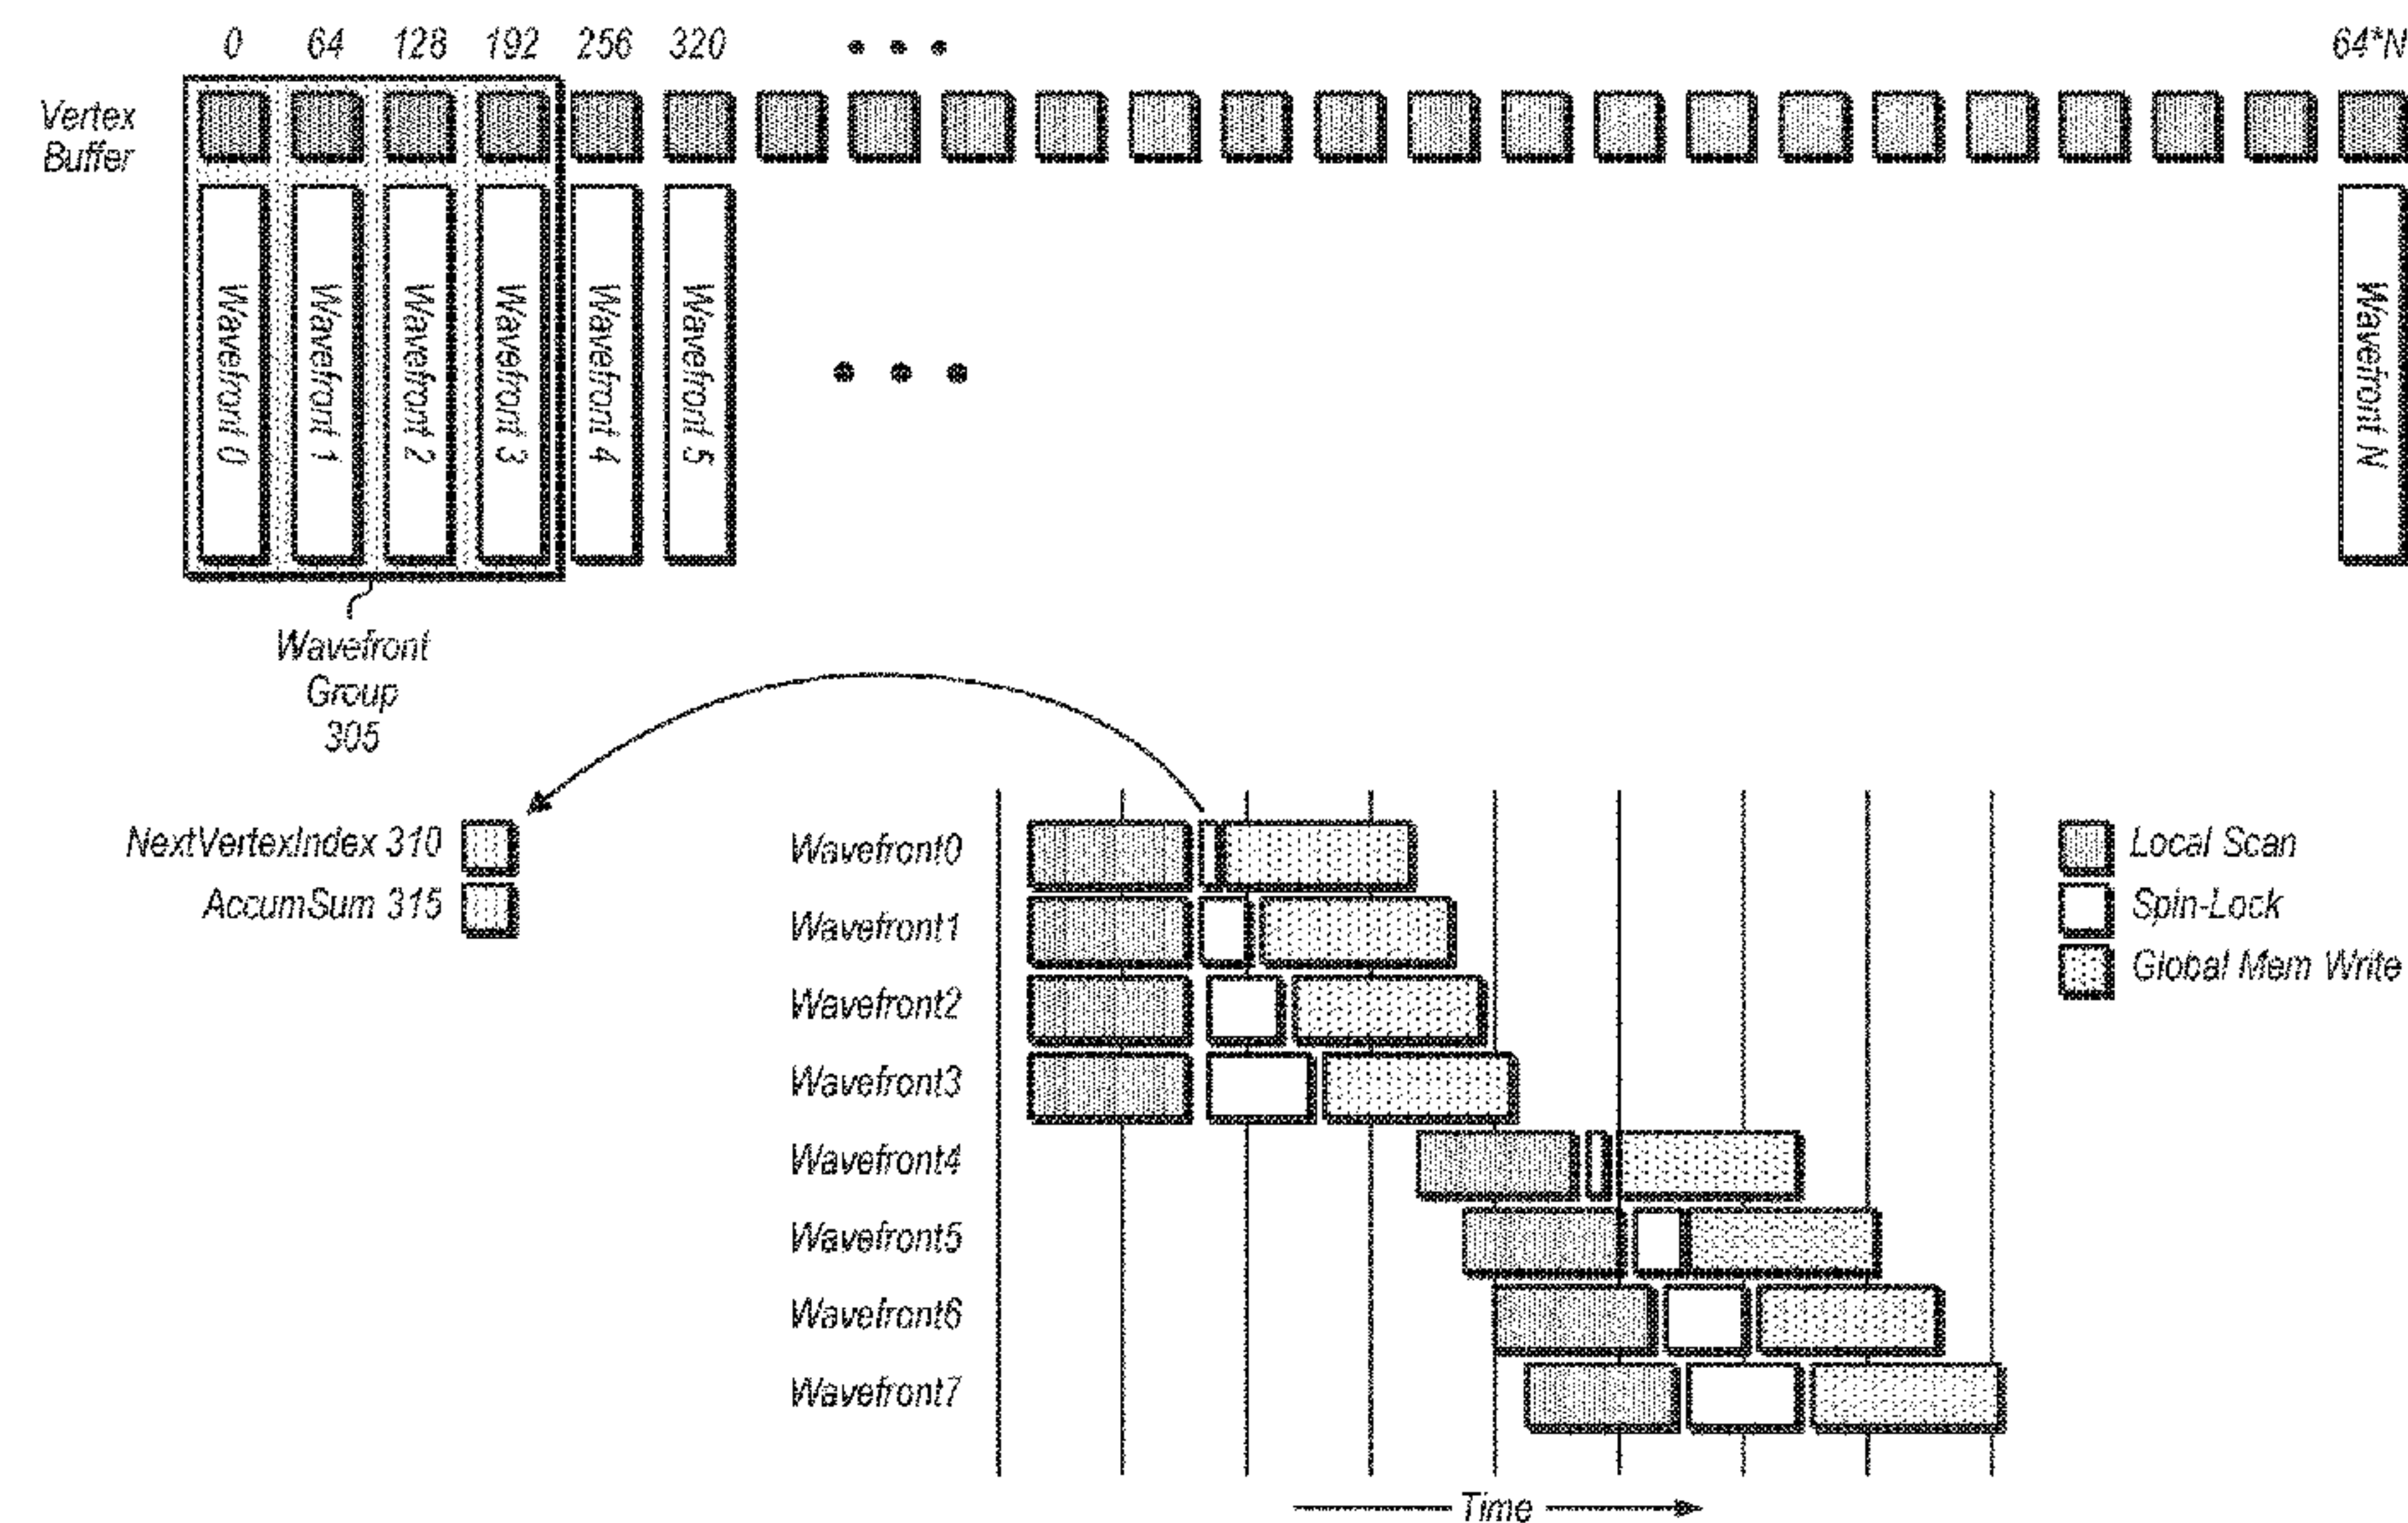 0 64 128 192 256 320 • • • 64*N
Vertex
Buffer
Wavefront 0
Wavefront 1
Wavefront 2
Wavefront 3
Wavefront 4
Wavefront 5
• • •
Wavefront N
Wavefront
Group
305
NextVertexIndex 310
AccumSum 315
Wavefront0
Wavefront1
Wavefront2
Wavefront3
Wavefront4
Wavefront5
Wavefront6
Wavefront7
Local Scan
Spin-Lock
Global Mem Write
Time